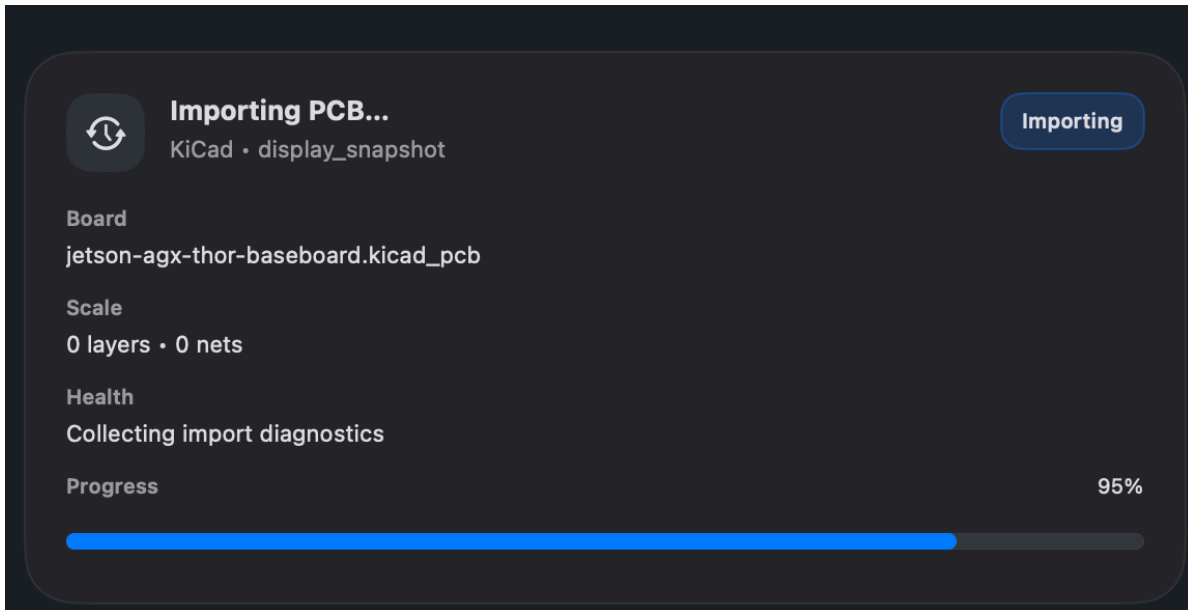 Importing PCB...
Importing
KiCad • display_snapshot
Board
jetson-agx-thor-baseboard.kicad_pcb
Scale
0 layers • 0 nets
Health
Collecting import diagnostics
Progress 95%